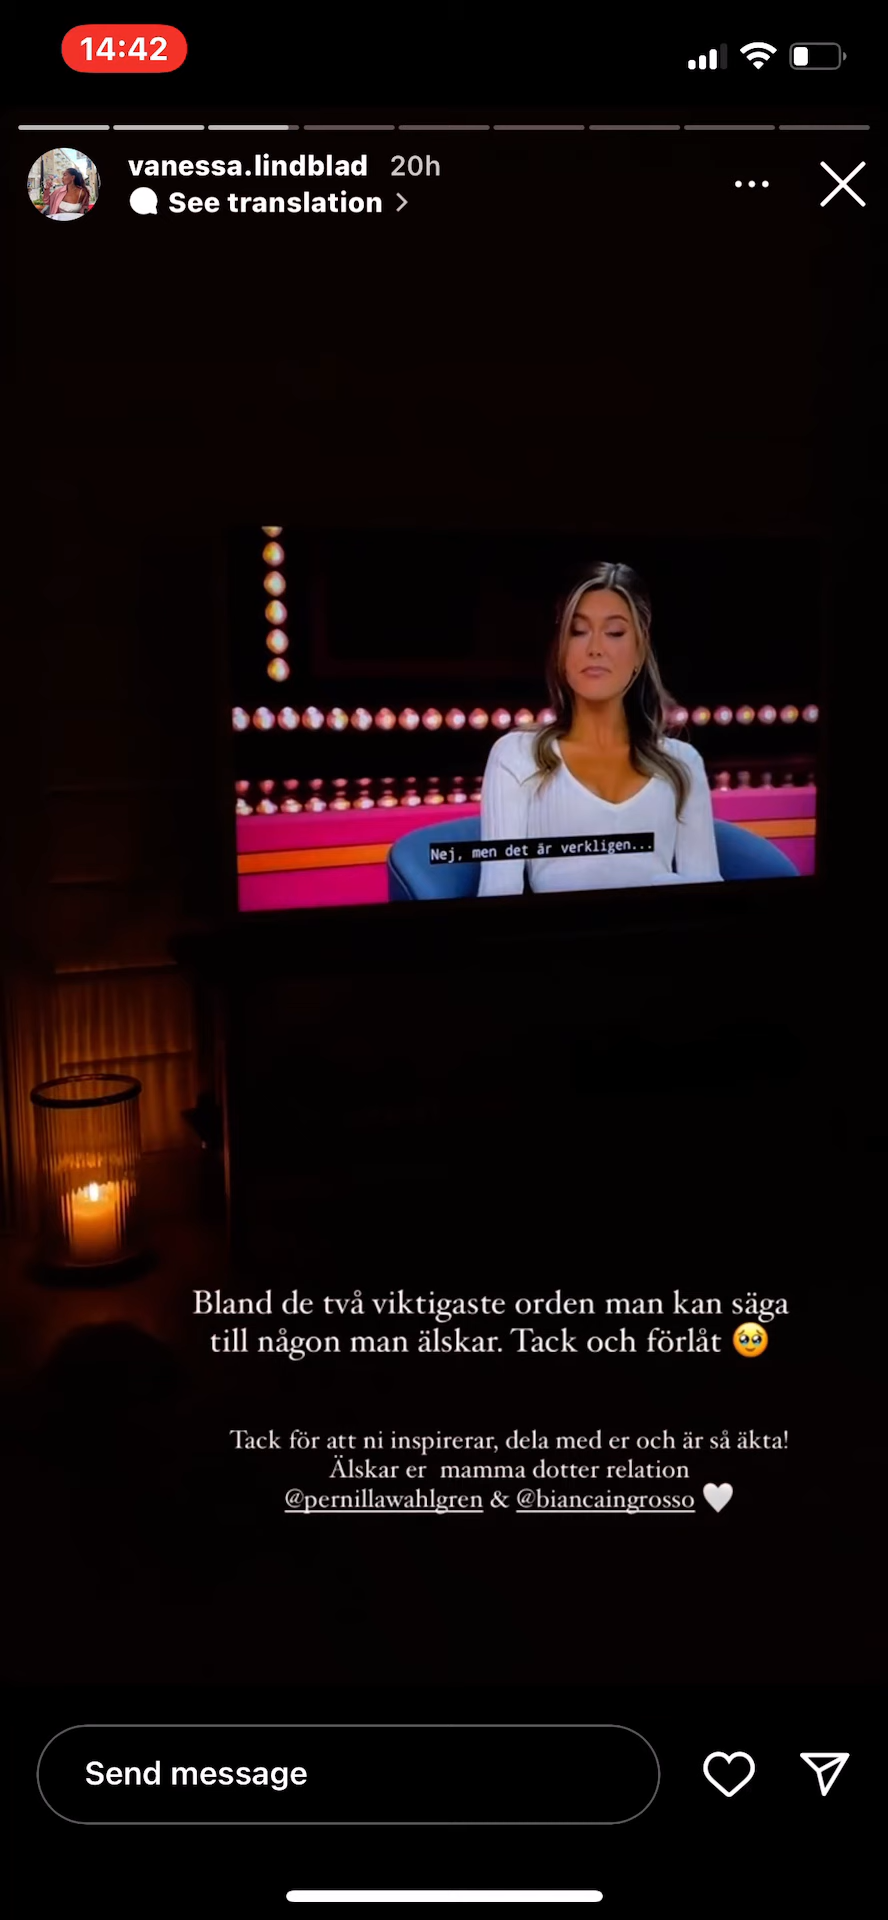 14:42
vanessa.lindblad 20h
See translation
Nej, men det är verkligen...
Bland de två viktigaste orden man kan säga
till någon man älskar. Tack och förlåt 🥹
Tack för att ni inspirerar, dela med er och är så äkta!
Älskar er mamma dotter relation
@pernillawahlgren & @biancaingrosso 🤍
Send message